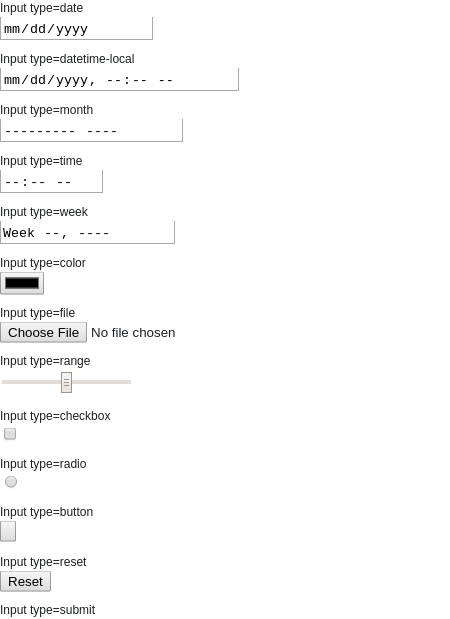 Input type=date
mm/dd/yyyy
Input type=datetime-local
mm/dd/yyyy, --:-- --
Input type=month
--------- ----
Input type=time
--:-- --
Input type=week
Week --, ----
Input type=color
Input type=file
Choose File No file chosen
Input type=range
Input type=checkbox
Input type=radio
Input type=button
Input type=reset
Reset
Input type=submit